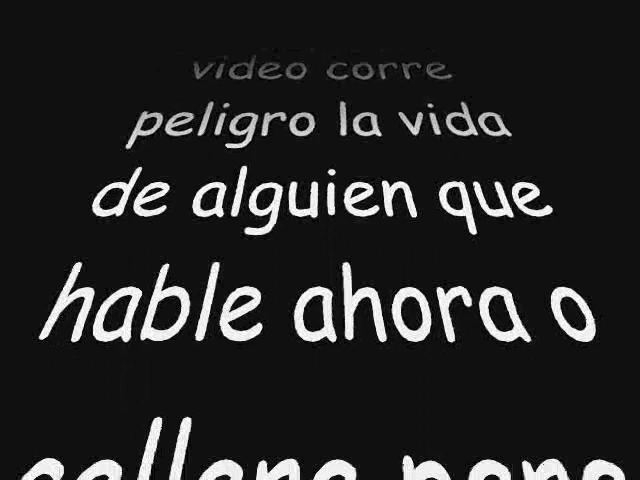 video corre
peligro la vida
de alguien que
hable ahora o